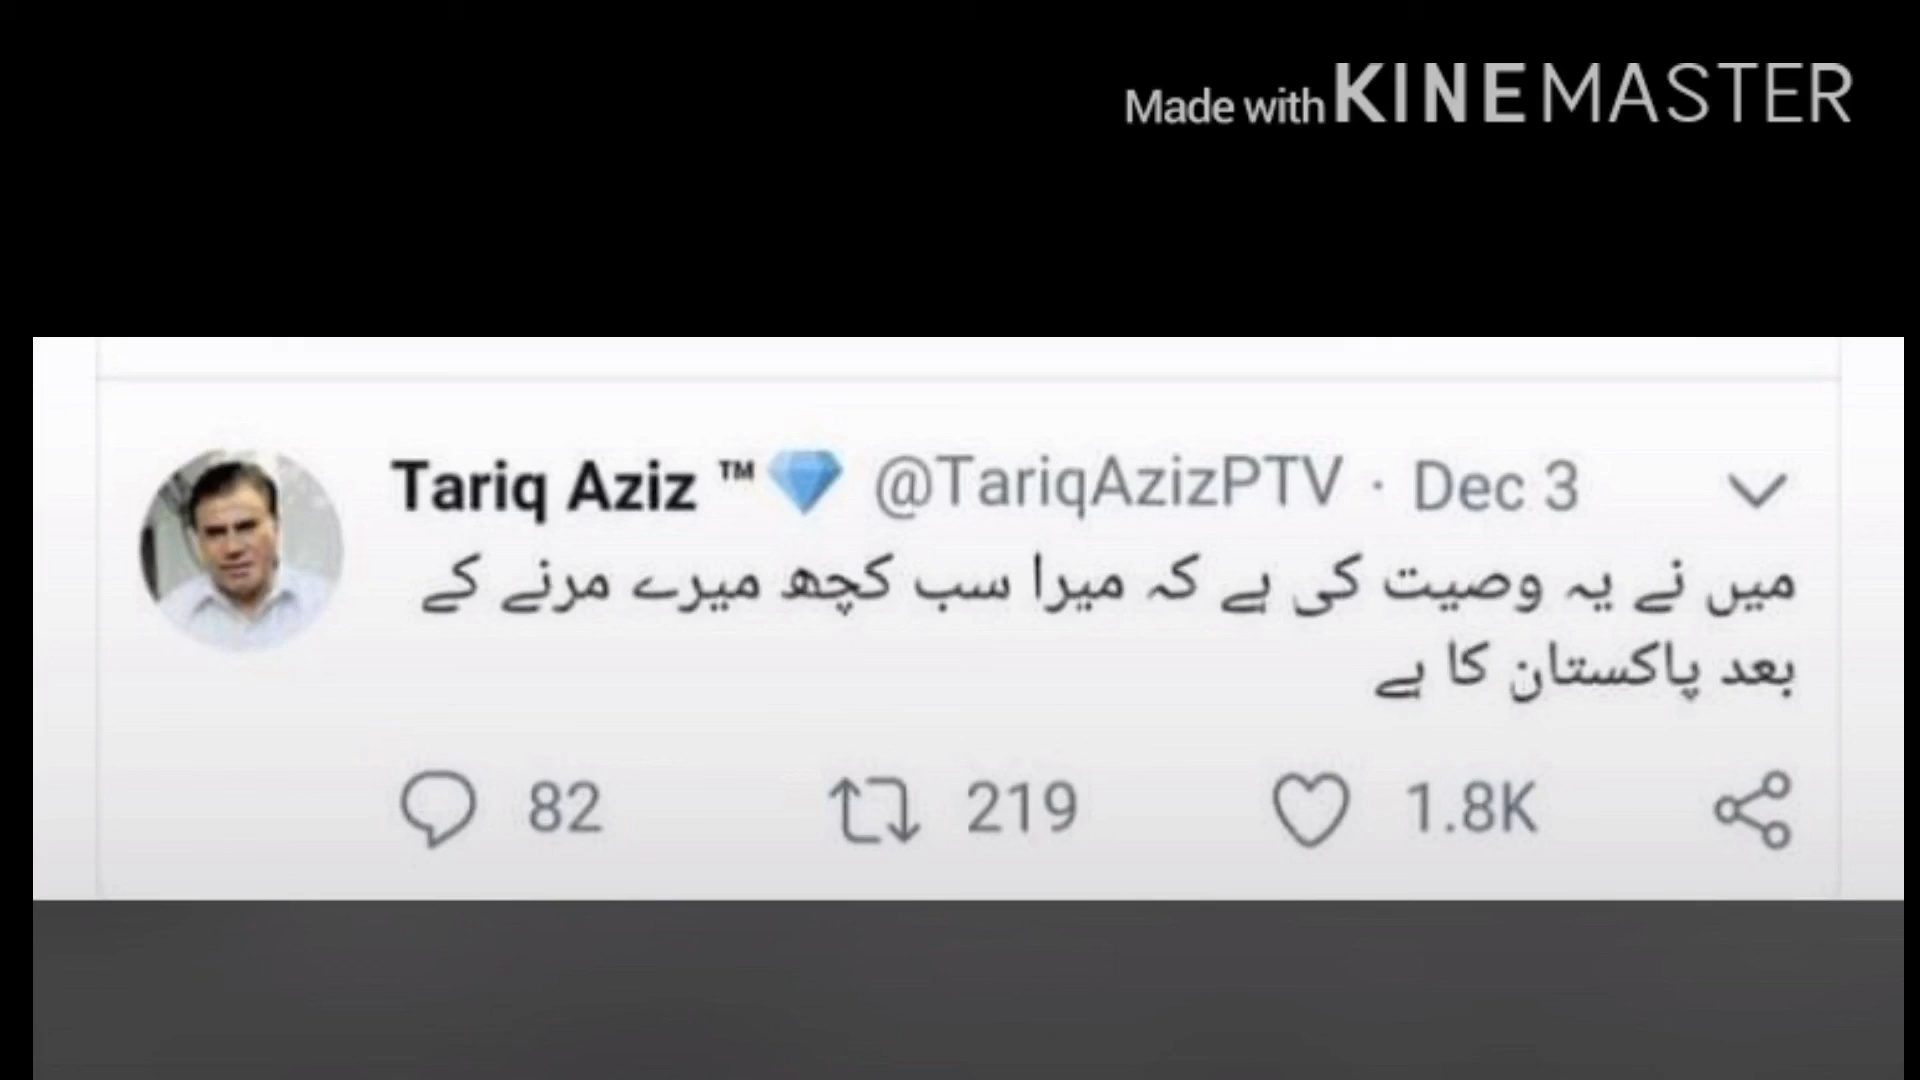 Made with KINEMASTER
Tariq Aziz ™💎 @TariqAzizPTV · Dec 3
میں نے یہ وصیت کی ہے کہ میرا سب کچھ میرے مرنے کے
بعد پاکستان کا ہے
82 219 1.8K